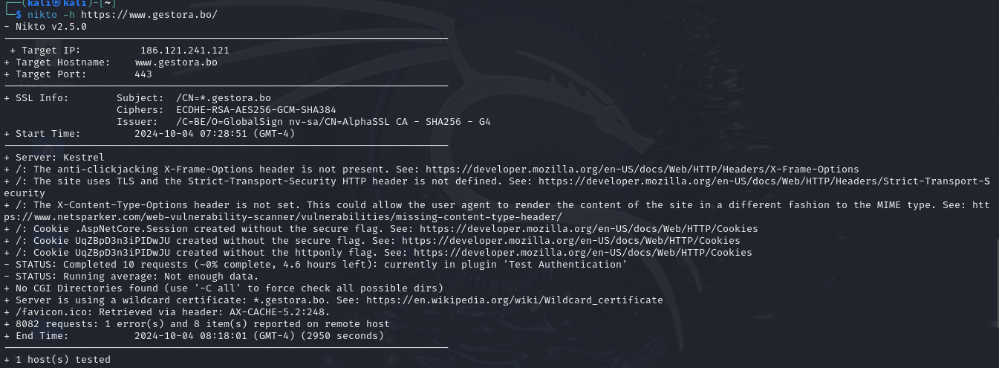 ┌──(kali㉿kali)-[~]
└─$ nikto -h https://www.gestora.bo/
- Nikto v2.5.0
+ Target IP: 186.121.241.121
+ Target Hostname: www.gestora.bo
+ Target Port: 443
+ SSL Info: Subject: /CN=*.gestora.bo
Ciphers: ECDHE-RSA-AES256-GCM-SHA384
Issuer: /C=BE/O=GlobalSign nv-sa/CN=AlphaSSL CA - SHA256 - G4
+ Start Time: 2024-10-04 07:28:51 (GMT-4)
+ Server: Kestrel
+ /: The anti-clickjacking X-Frame-Options header is not present. See: https://developer.mozilla.org/en-US/docs/Web/HTTP/Headers/X-Frame-Options
+ /: The site uses TLS and the Strict-Transport-Security HTTP header is not defined. See: https://developer.mozilla.org/en-US/docs/Web/HTTP/Headers/Strict-Transport-S
ecurity
+ /: The X-Content-Type-Options header is not set. This could allow the user agent to render the content of the site in a different fashion to the MIME type. See: htt
ps://www.netsparker.com/web-vulnerability-scanner/vulnerabilities/missing-content-type-header/
+ /: Cookie .AspNetCore.Session created without the secure flag. See: https://developer.mozilla.org/en-US/docs/Web/HTTP/Cookies
+ /: Cookie UqZBpD3n3iPIDwJU created without the secure flag. See: https://developer.mozilla.org/en-US/docs/Web/HTTP/Cookies
+ /: Cookie UqZBpD3n3iPIDwJU created without the httponly flag. See: https://developer.mozilla.org/en-US/docs/Web/HTTP/Cookies
- STATUS: Completed 10 requests (~0% complete, 4.6 hours left): currently in plugin 'Test Authentication'
- STATUS: Running average: Not enough data.
+ No CGI Directories found (use '-C all' to force check all possible dirs)
+ Server is using a wildcard certificate: *.gestora.bo. See: https://en.wikipedia.org/wiki/Wildcard_certificate
+ /favicon.ico: Retrieved via header: AX-CACHE-5.2:248.
+ 8082 requests: 1 error(s) and 8 item(s) reported on remote host
+ End Time: 2024-10-04 08:18:01 (GMT-4) (2950 seconds)
+ 1 host(s) tested